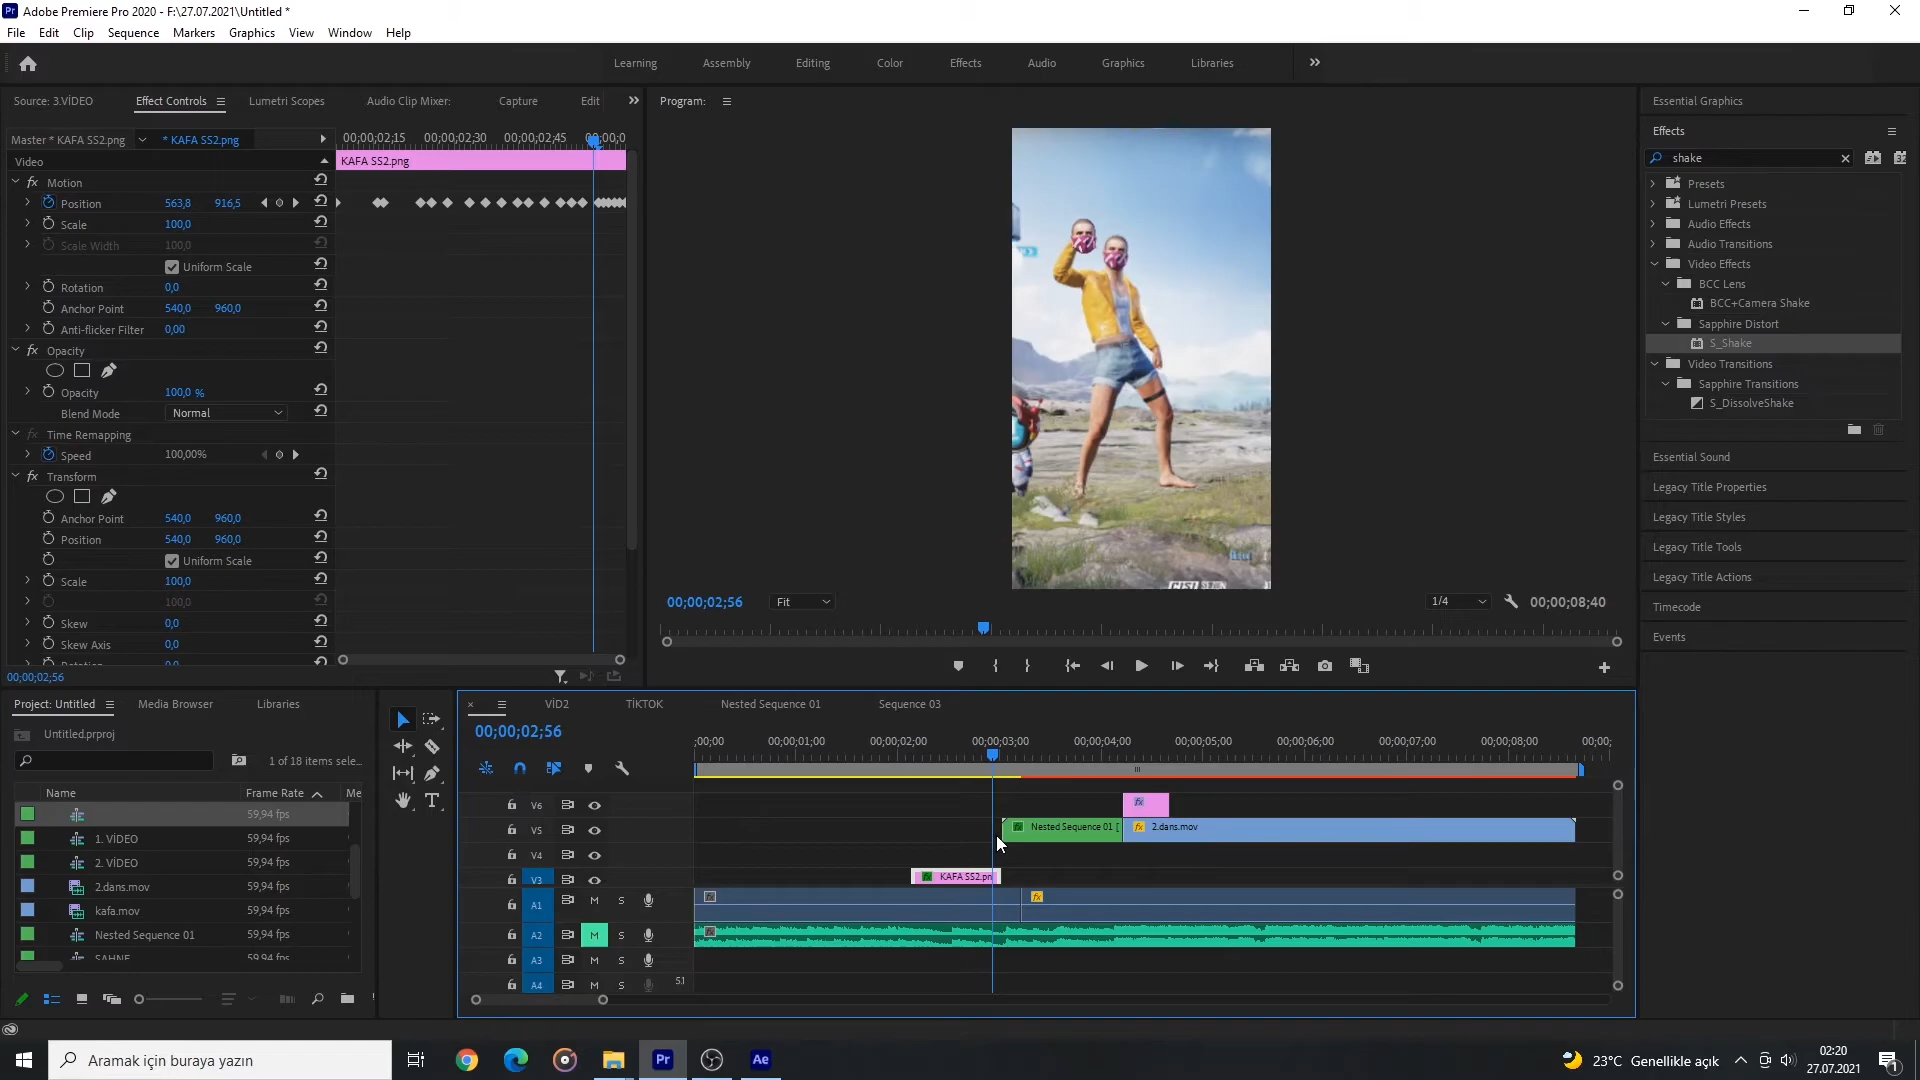 Adobe Premiere Pro 2020 - F:\27.07.2021\Untitled *
File Edit Clip Sequence Markers Graphics View Window Help
Learning Assembly Editing Color Effects Audio Graphics Libraries
Source: 3.VİDEO Effect Controls Lumetri Scopes Audio Clip Mixer: Capture Edit
Master * KAFA SS2.png * KAFA SS2.png
00;00;02;15 00;00;02;30 00;00;02;45 00;00;0
Video
KAFA SS2.png
fx Motion
Position 563,8 916,5
Scale 100,0
Scale Width 100,0
Uniform Scale
Rotation 0,0
Anchor Point 540,0 960,0
Anti-flicker Filter 0,00
fx Opacity
Opacity 100,0 %
Blend Mode Normal
fx Time Remapping
Speed 100,00%
fx Transform
Anchor Point 540,0 960,0
Position 540,0 960,0
Uniform Scale
Scale 100,0
100,0
Skew 0,0
Skew Axis 0,0
Rotation 0,0
00;00;02;56
Program:
00;00;02;56 Fit 1/4 00;00;08;40
Essential Graphics
Effects
shake
Presets
Lumetri Presets
Audio Effects
Audio Transitions
Video Effects
BCC Lens
BCC+Camera Shake
Sapphire Distort
S_Shake
Video Transitions
Sapphire Transitions
S_DissolveShake
Essential Sound
Legacy Title Properties
Legacy Title Styles
Legacy Title Tools
Legacy Title Actions
Timecode
Events
Project: Untitled Media Browser Libraries
Untitled.prproj
1 of 18 items sele...
Name Frame Rate Me
59,94 fps
1. VİDEO 59,94 fps
2. VİDEO 59,94 fps
2.dans.mov 59,94 fps
kafa.mov 59,94 fps
Nested Sequence 01 59,94 fps
SAHNE 59,94 fps
VİD2 TİKTOK Nested Sequence 01 Sequence 03
00;00;02;56
;00;00 00;00;01;00 00;00;02;00 00;00;03;00 00;00;04;00 00;00;05;00 00;00;06;00 00;00;07;00 00;00;08;00 00;00;
V6 fx
V5 fx Nested Sequence 01 [ fx 2.dans.mov
V4
V3 fx KAFA SS2.pn
A1 M S fx fx
A2 M S fx
A3 M S
A4 M S 5.1
Aramak için buraya yazın
Pr Ae
23°C Genellikle açık
02:20
27.07.2021
1